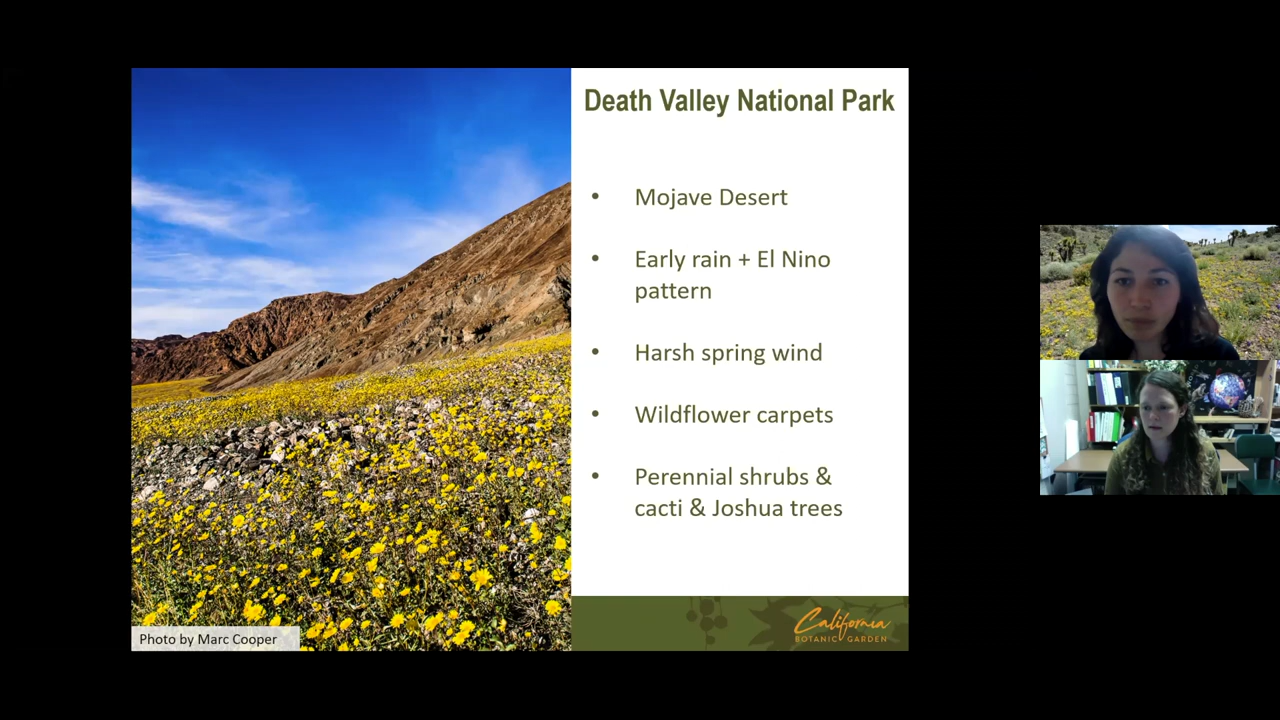 Death Valley National Park
• Mojave Desert
• Early rain + El Nino
pattern
• Harsh spring wind
• Wildflower carpets
• Perennial shrubs &
cacti & Joshua trees
Photo by Marc Cooper
California
BOTANIC GARDEN